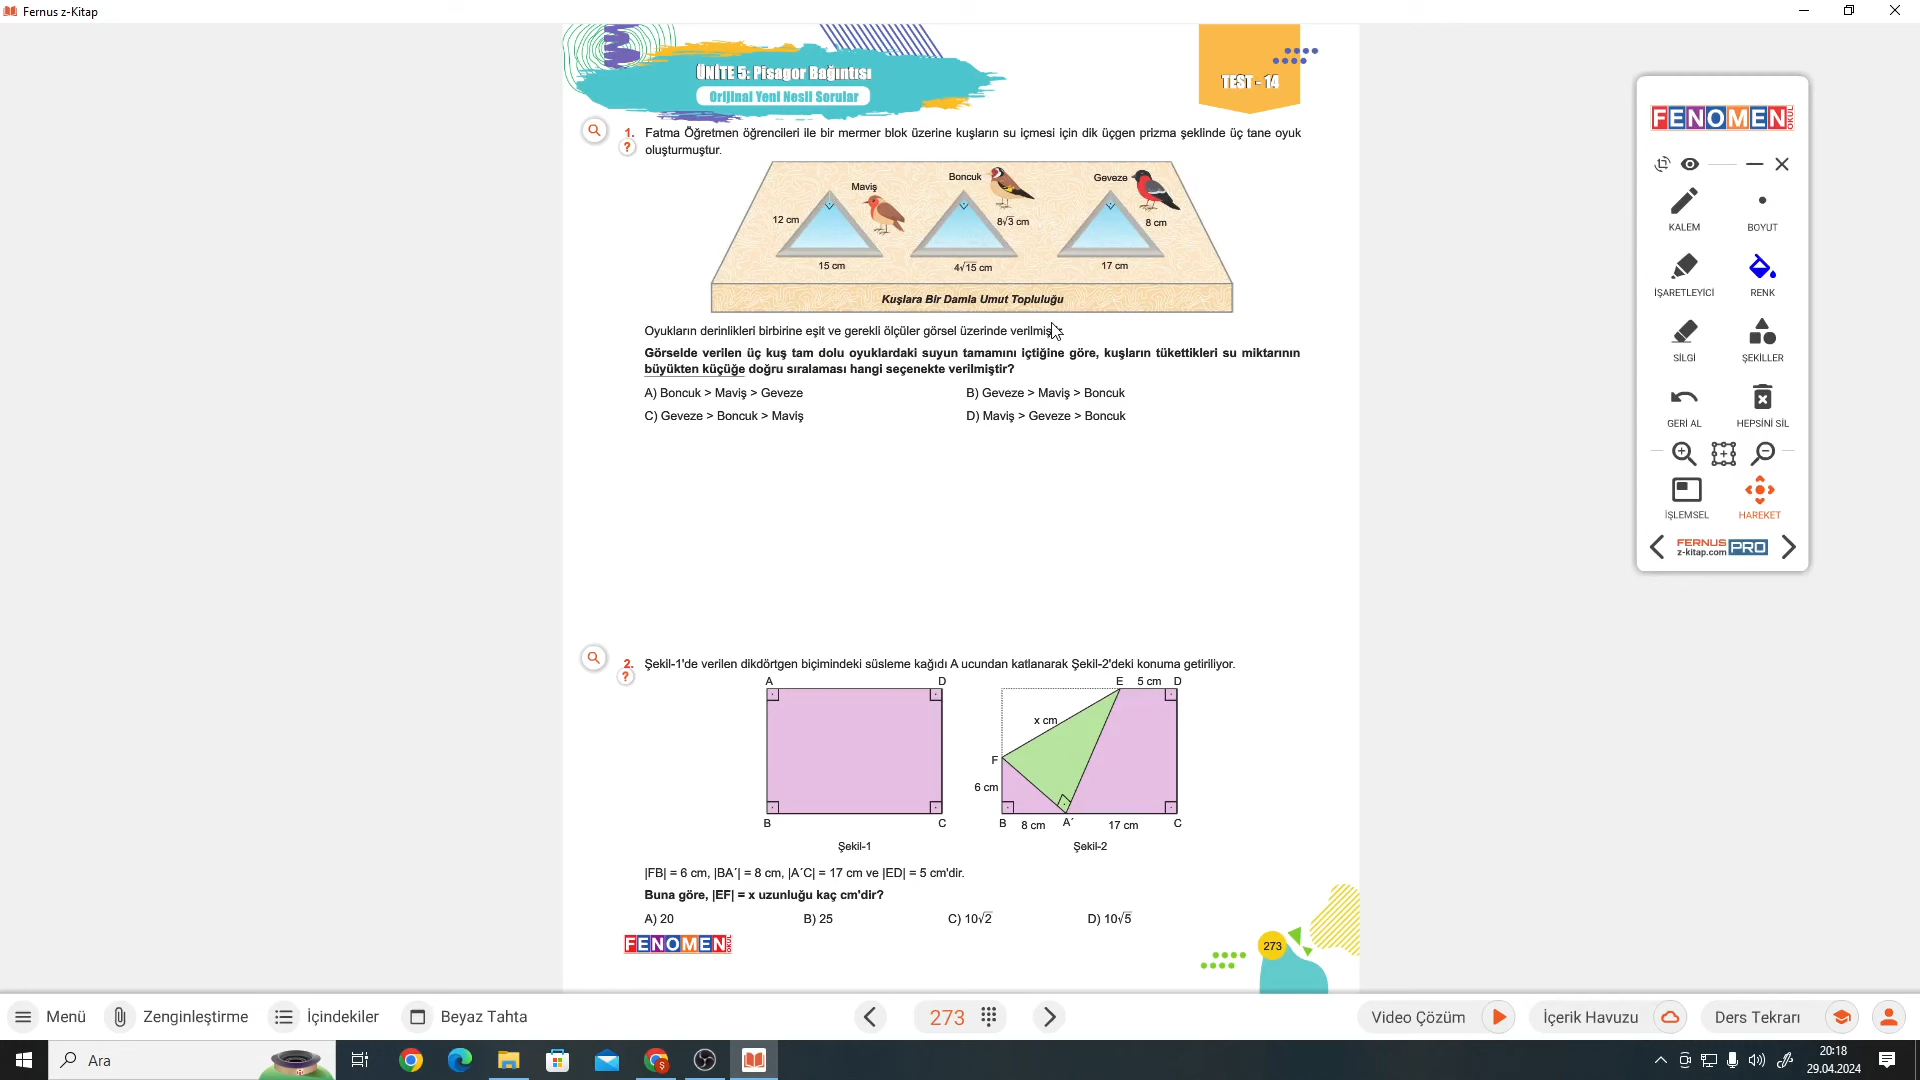 Fernus z-Kitap
ÜNİTE 5: Pisagor Bağıntısı
Orijinal Yeni Nesil Sorular
TEST - 14
1. Fatma Öğretmen öğrencileri ile bir mermer blok üzerine kuşların su içmesi için dik üçgen prizma şeklinde üç tane oyuk
oluşturmuştur.
?
Maviş
Boncuk
Geveze
12 cm
8√3 cm
8 cm
15 cm
4√15 cm
17 cm
Kuşlara Bir Damla Umut Topluluğu
Oyukların derinlikleri birbirine eşit ve gerekli ölçüler görsel üzerinde verilmiş
Görselde verilen üç kuş tam dolu oyuklardaki suyun tamamını içtiğine göre, kuşların tükettikleri su miktarının
büyükten küçüğe doğru sıralaması hangi seçenekte verilmiştir?
A) Boncuk > Maviş > Geveze
B) Geveze > Maviş > Boncuk
C) Geveze > Boncuk > Maviş
D) Maviş > Geveze > Boncuk
2. Şekil-1'de verilen dikdörtgen biçimindeki süsleme kağıdı A ucundan katlanarak Şekil-2'deki konuma getiriliyor.
?
A D
E 5 cm D
x cm
F
6 cm
B C
B 8 cm A´ 17 cm C
Şekil-1
Şekil-2
|FB| = 6 cm, |BA´| = 8 cm, |A´C| = 17 cm ve |ED| = 5 cm'dir.
Buna göre, |EF| = x uzunluğu kaç cm'dir?
A) 20
B) 25
C) 10√2
D) 10√5
FENOMEN OKUL
273
FENOMEN OKUL
KALEM
BOYUT
İŞARETLEYİCİ
RENK
SİLGİ
ŞEKİLLER
GERİ AL
HEPSİNİ SİL
İŞLEMSEL
HAREKET
FERNUS
z-kitap.com PRO
Menü
Zenginleştirme
İçindekiler
Beyaz Tahta
273
Video Çözüm
İçerik Havuzu
Ders Tekrarı
Ara
20:18
29.04.2024